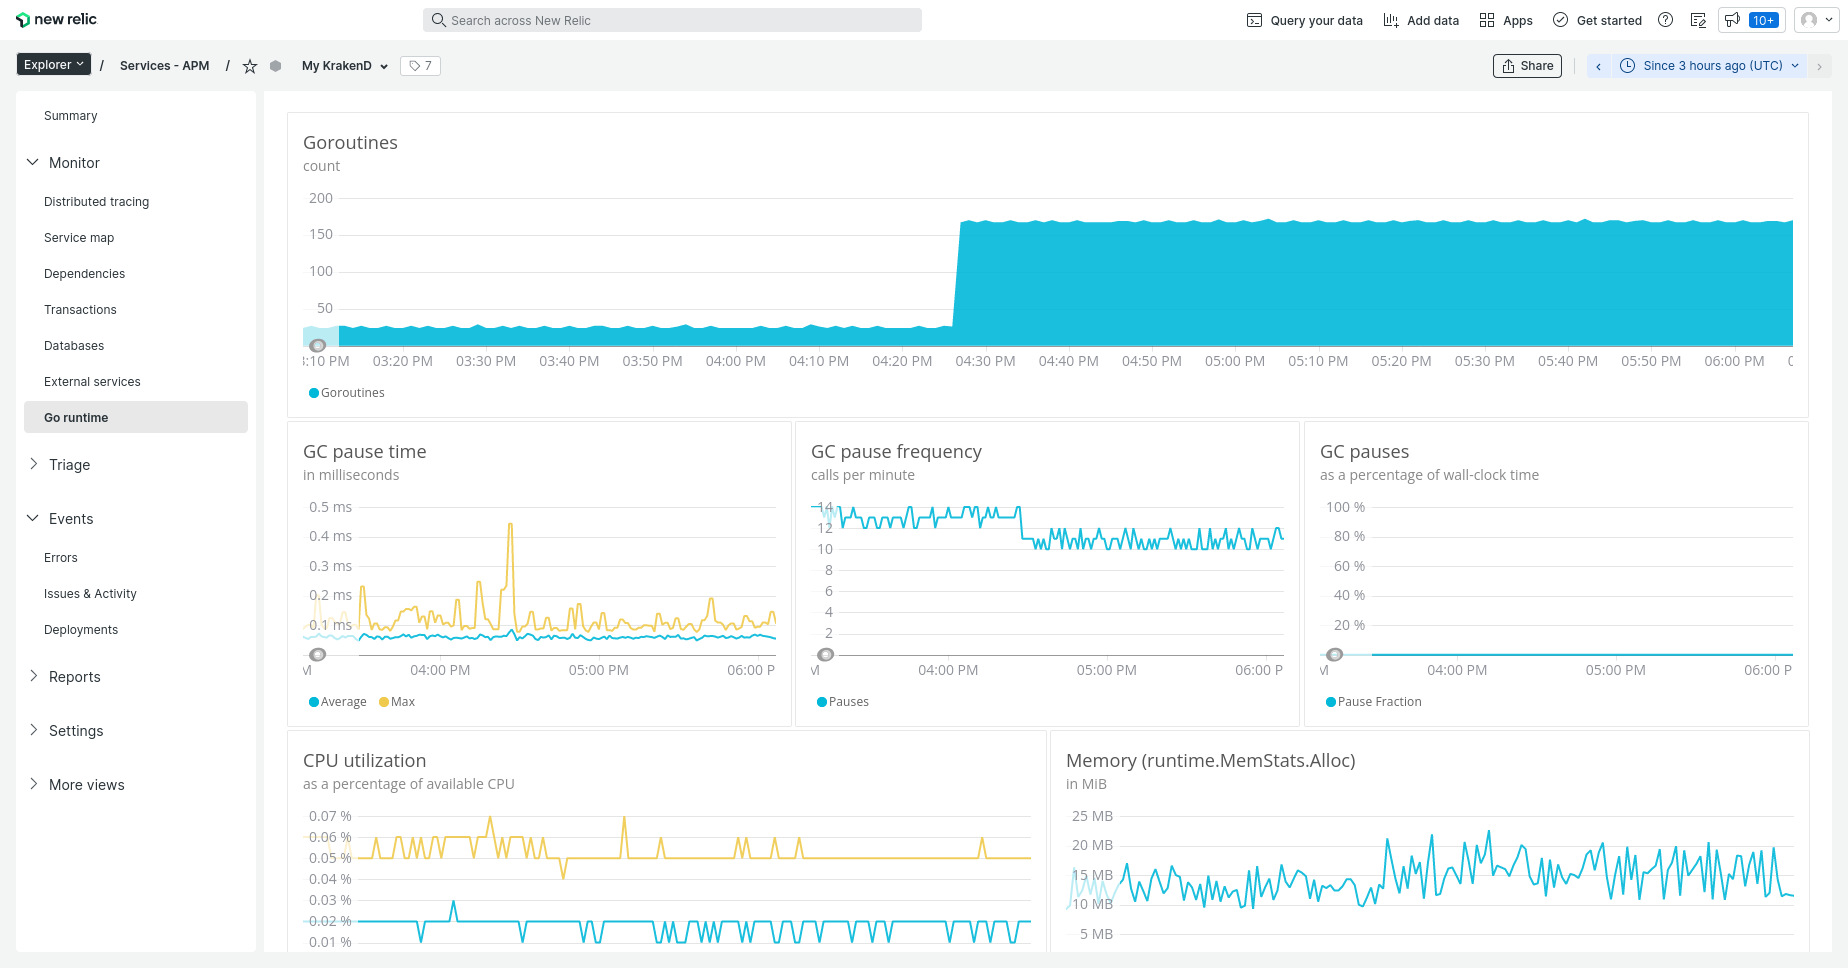 new relic
Search across New Relic
Query your data
Add data
Apps
Get started
10+
Explorer / Services - APM / My KrakenD 7
Share
Since 3 hours ago (UTC)
Summary
Monitor
Distributed tracing
Service map
Dependencies
Transactions
Databases
External services
Go runtime
Triage
Events
Errors
Issues & Activity
Deployments
Reports
Settings
More views
Goroutines
count
200
150
100
50
:10 PM 03:20 PM 03:30 PM 03:40 PM 03:50 PM 04:00 PM 04:10 PM 04:20 PM 04:30 PM 04:40 PM 04:50 PM 05:00 PM 05:10 PM 05:20 PM 05:30 PM 05:40 PM 05:50 PM 06:00 PM
Goroutines
GC pause time
in milliseconds
0.5 ms
0.4 ms
0.3 ms
0.2 ms
0.1 ms
04:00 PM 05:00 PM 06:00 P
Average Max
GC pause frequency
calls per minute
14
12
10
8
6
4
2
04:00 PM 05:00 PM 06:00 P
Pauses
GC pauses
as a percentage of wall-clock time
100 %
80 %
60 %
40 %
20 %
04:00 PM 05:00 PM 06:00 P
Pause Fraction
CPU utilization
as a percentage of available CPU
0.07 %
0.06 %
0.05 %
0.04 %
0.03 %
0.02 %
0.01 %
Memory (runtime.MemStats.Alloc)
in MiB
25 MB
20 MB
15 MB
10 MB
5 MB